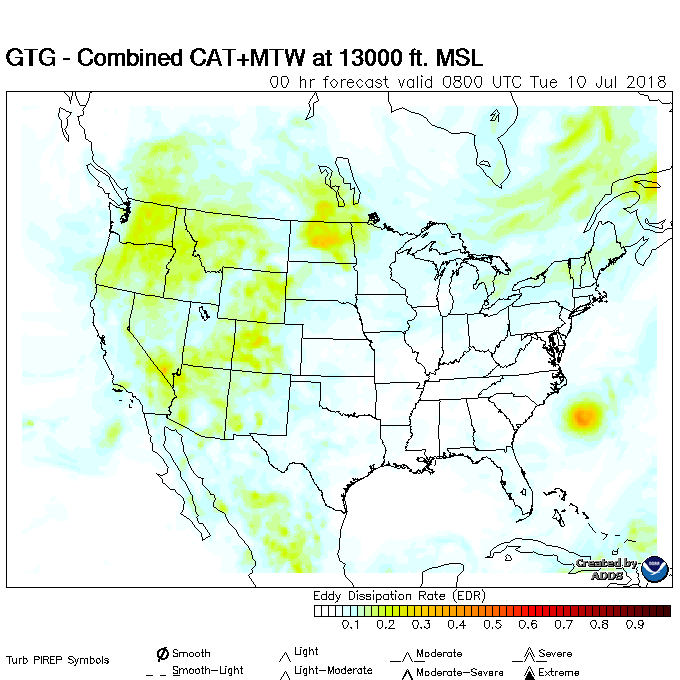 GTG - Combined CAT+MTW at 13000 ft. MSL
00 hr forecast valid 0800 UTC Tue 10 Jul 2018
Created by
ADDS
Eddy Dissipation Rate (EDR)
0.1 0.2 0.3 0.4 0.5 0.6 0.7 0.8 0.9
Turb PIREP Symbols
Smooth
Light
Moderate
Severe
Smooth-Light
Light-Moderate
Moderate-Severe
Extreme